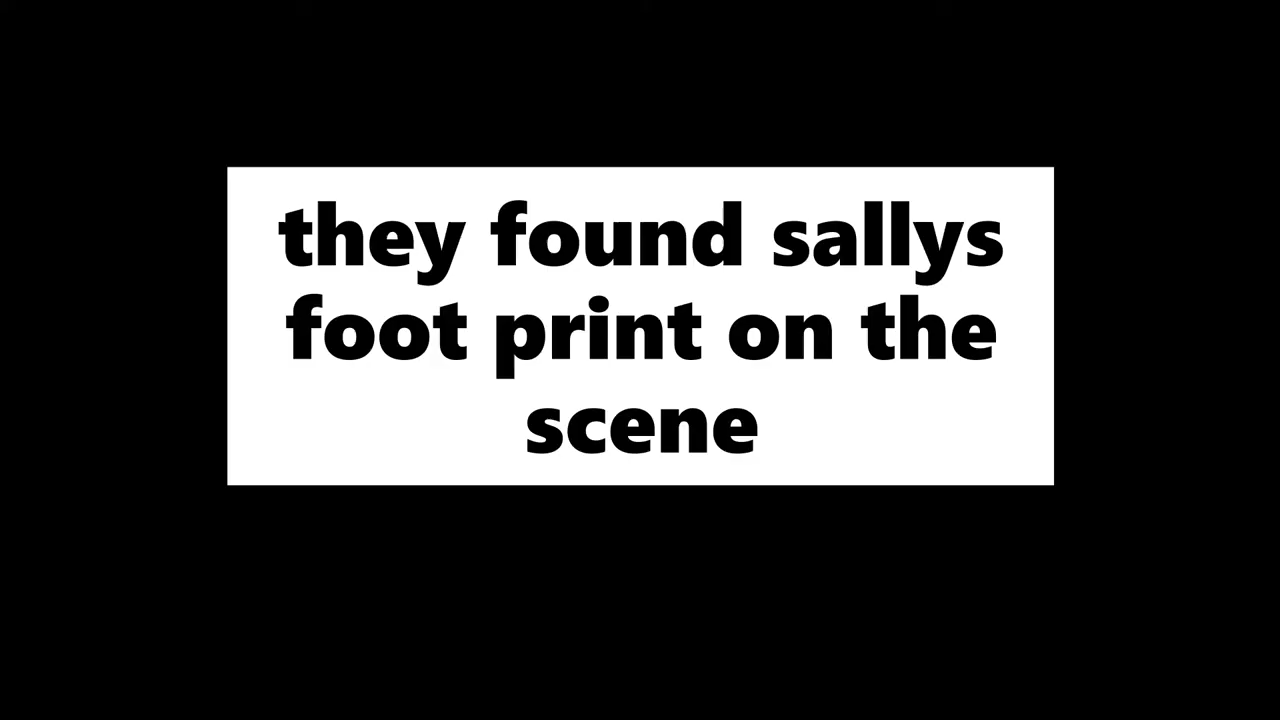 they found sallys
foot print on the
scene